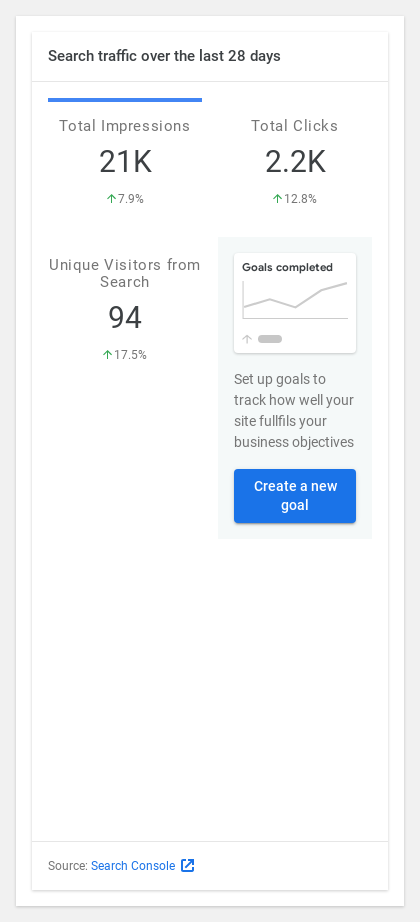 Search traffic over the last 28 days
Total Impressions
21K
↑7.9%
Total Clicks
2.2K
↑12.8%
Unique Visitors from
Search
94
↑17.5%
Goals completed
↑
Set up goals to
track how well your
site fullfils your
business objectives
Create a new
goal
Source: Search Console